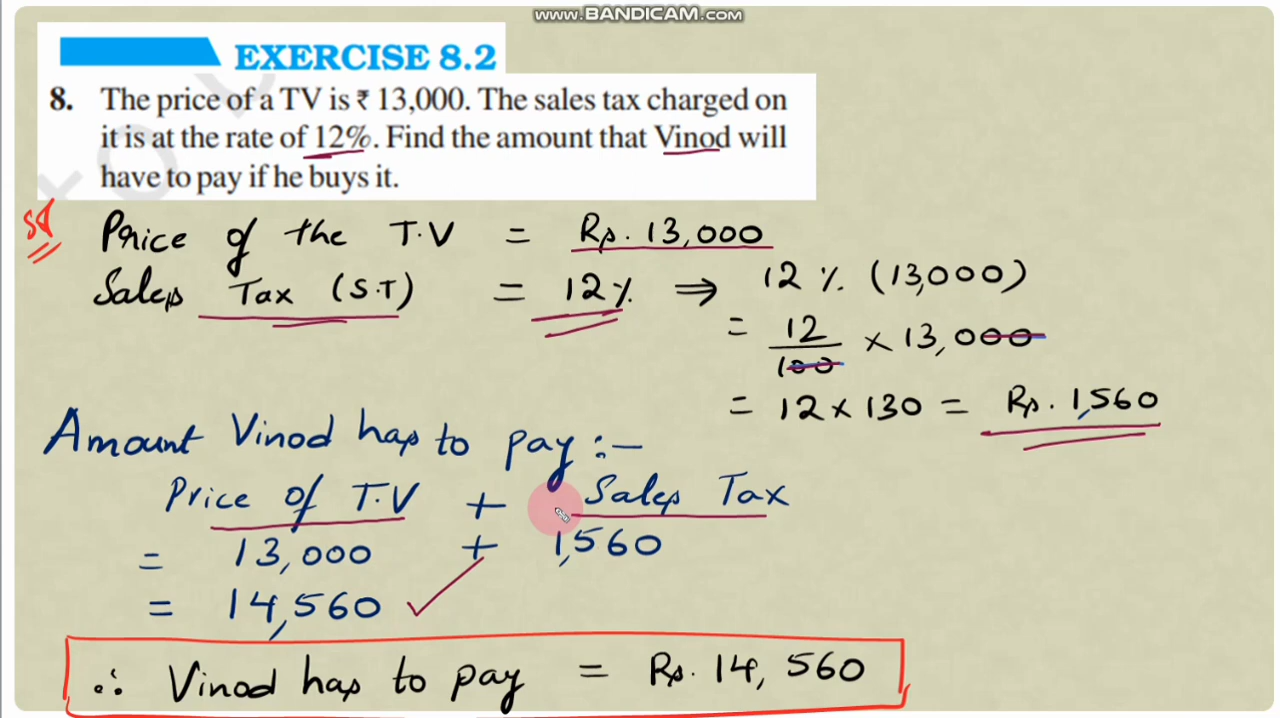 www.BANDICAM.com
EXERCISE 8.2
8. The price of a TV is ₹ 13,000. The sales tax charged on
it is at the rate of 12%. Find the amount that Vinod will
have to pay if he buys it.
Price of the T.V = Rs. 13,000
Sales Tax (S.T) = 12% ⇒ 12 % (13,000)
= 12/100 × 13,000
= 12 × 130 = Rs. 1,560
Amount Vinod has to pay :-
Price of T.V + Sales Tax
= 13,000 + 1,560
= 14,560 ✓
∴ Vinod has to pay = Rs. 14,560